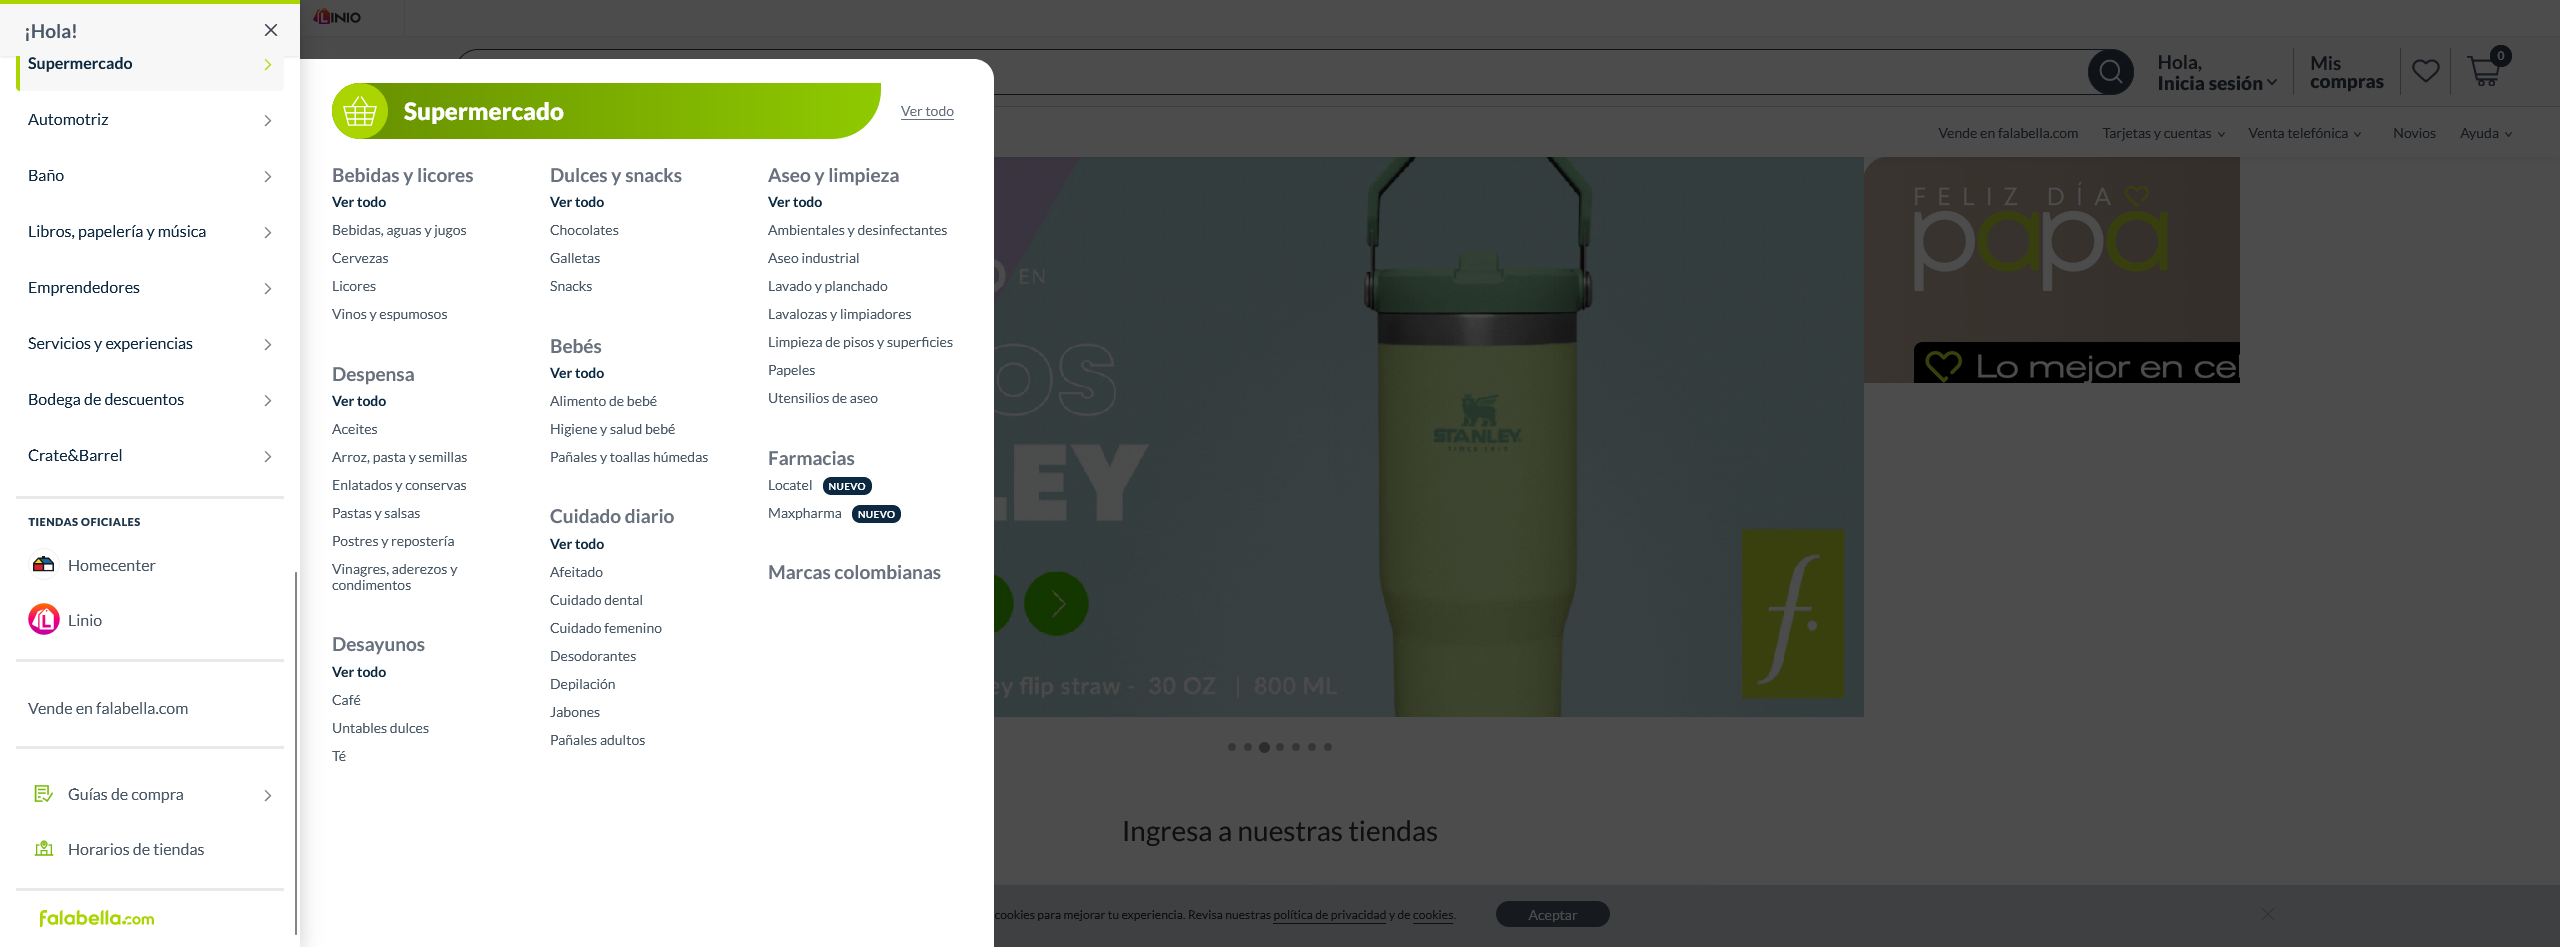 ¡Hola!
Supermercado
Automotriz
Baño
Libros, papelería y música
Emprendedores
Servicios y experiencias
Bodega de descuentos
Crate&Barrel
TIENDAS OFICIALES
Homecenter
Linio
Vende en falabella.com
Guías de compra
Horarios de tiendas
falabella.com
Supermercado
Ver todo
Bebidas y licores
Ver todo
Bebidas, aguas y jugos
Cervezas
Licores
Vinos y espumosos
Despensa
Ver todo
Aceites
Arroz, pasta y semillas
Enlatados y conservas
Pastas y salsas
Postres y repostería
Vinagres, aderezos y
condimentos
Desayunos
Ver todo
Café
Untables dulces
Té
Dulces y snacks
Ver todo
Chocolates
Galletas
Snacks
Bebés
Ver todo
Alimento de bebé
Higiene y salud bebé
Pañales y toallas húmedas
Cuidado diario
Ver todo
Afeitado
Cuidado dental
Cuidado femenino
Desodorantes
Depilación
Jabones
Pañales adultos
Aseo y limpieza
Ver todo
Ambientales y desinfectantes
Aseo industrial
Lavado y planchado
Lavalozas y limpiadores
Limpieza de pisos y superficies
Papeles
Utensilios de aseo
Farmacias
Locatel NUEVO
Maxpharma NUEVO
Marcas colombianas
LINIO
Hola,
Inicia sesión
Mis
compras
0
Vende en falabella.com
Tarjetas y cuentas
Venta telefónica
Novios
Ayuda
EN
OS
LEY
ey flip straw - 30 OZ | 800 ML
STANLEY
SINCE 1913
f.
FELIZ DÍA
papá
Lo mejor en cel
Ingresa a nuestras tiendas
cookies para mejorar tu experiencia. Revisa nuestras política de privacidad y de cookies.
Aceptar